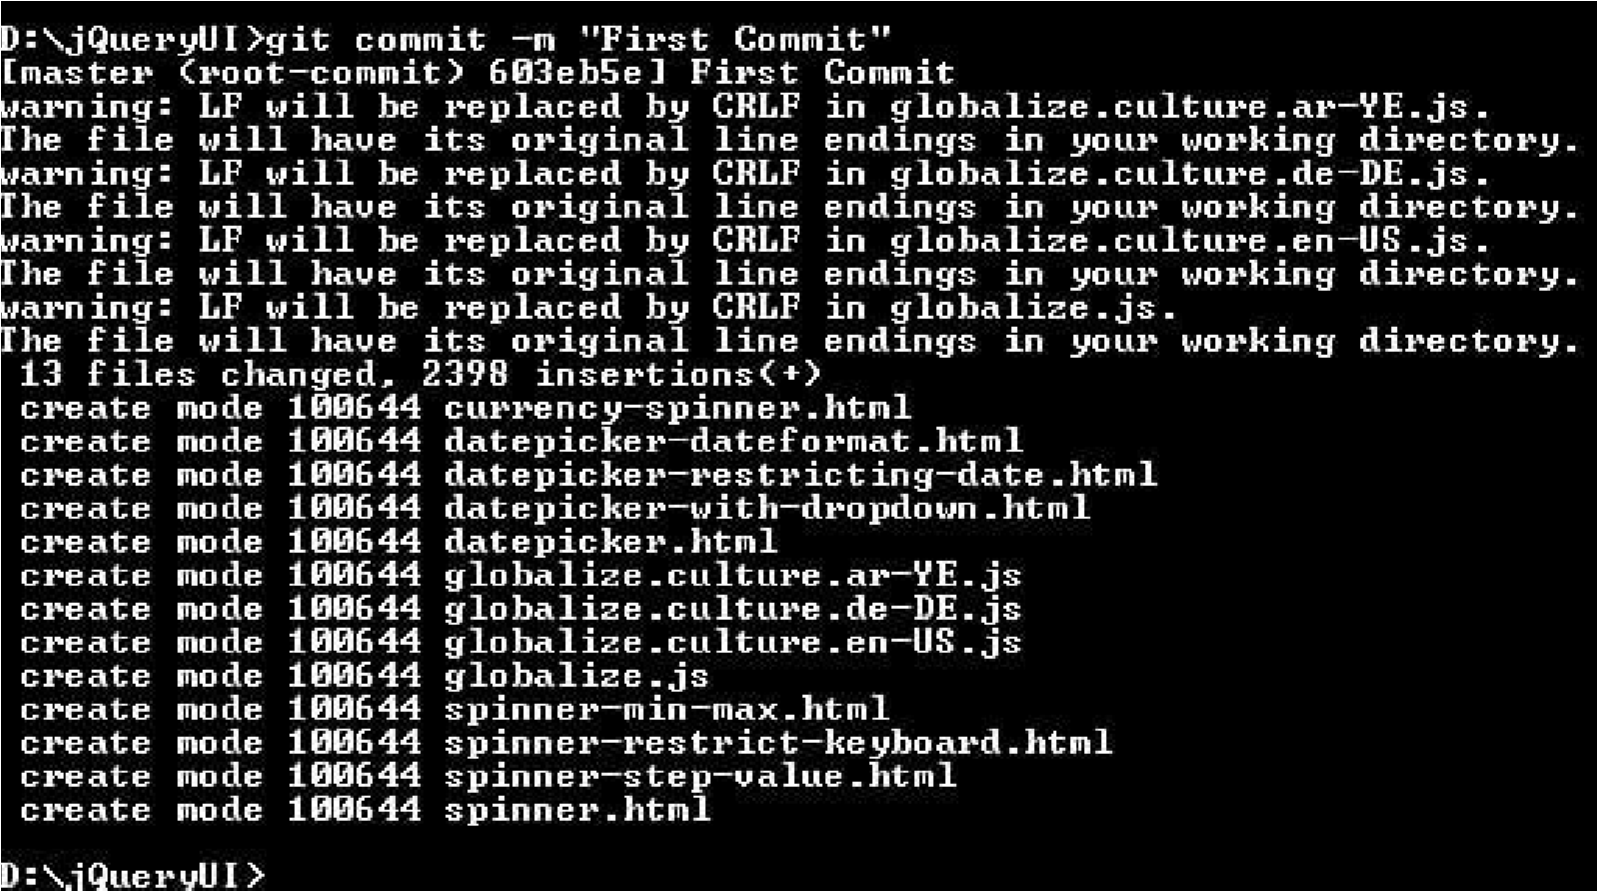 D:\jQueryUI>git commit -m "First Commit"
[master (root-commit) 603eb5e] First Commit
warning: LF will be replaced by CRLF in globalize.culture.ar-YE.js.
The file will have its original line endings in your working directory.
warning: LF will be replaced by CRLF in globalize.culture.de-DE.js.
The file will have its original line endings in your working directory.
warning: LF will be replaced by CRLF in globalize.culture.en-US.js.
The file will have its original line endings in your working directory.
warning: LF will be replaced by CRLF in globalize.js.
The file will have its original line endings in your working directory.
 13 files changed, 2398 insertions(+)
 create mode 100644 currency-spinner.html
 create mode 100644 datepicker-dateformat.html
 create mode 100644 datepicker-restricting-date.html
 create mode 100644 datepicker-with-dropdown.html
 create mode 100644 datepicker.html
 create mode 100644 globalize.culture.ar-YE.js
 create mode 100644 globalize.culture.de-DE.js
 create mode 100644 globalize.culture.en-US.js
 create mode 100644 globalize.js
 create mode 100644 spinner-min-max.html
 create mode 100644 spinner-restrict-keyboard.html
 create mode 100644 spinner-step-value.html
 create mode 100644 spinner.html
D:\jQueryUI>